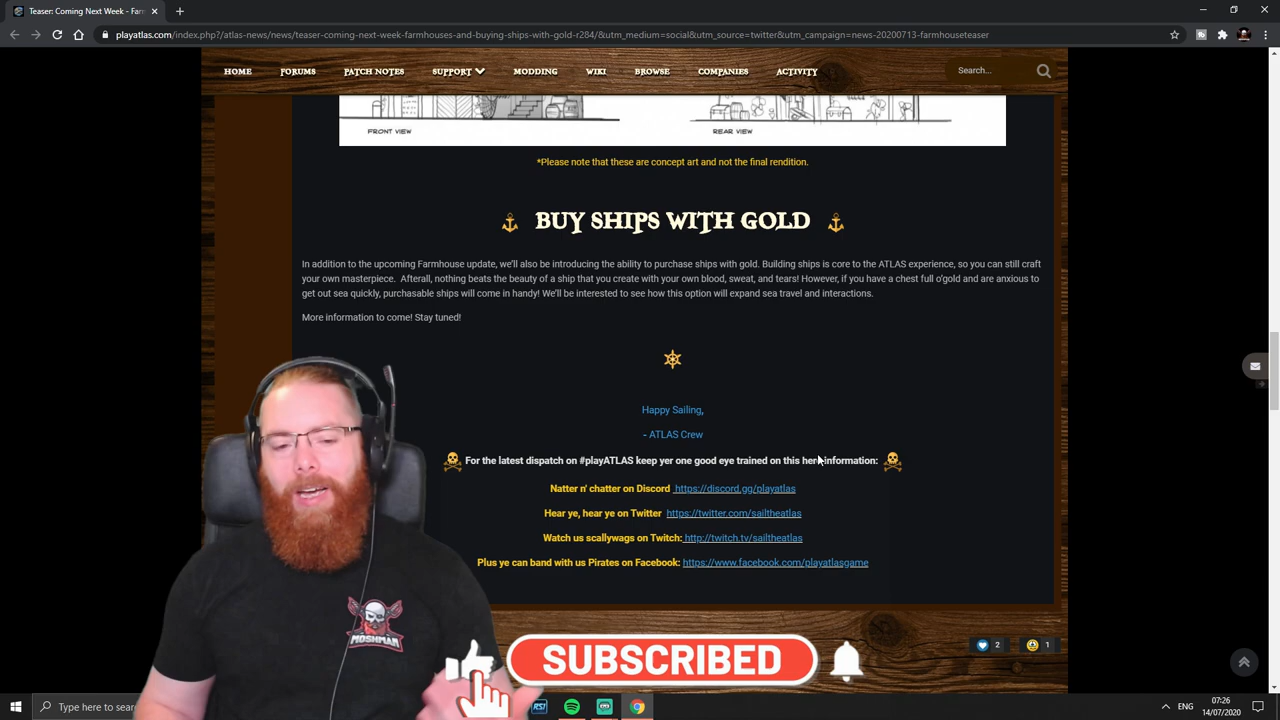 Teaser: Coming Next Week: Fa
playatlas.com/index.php?/atlas-news/news/teaser-coming-next-week-farmhouses-and-buying-ships-with-gold-r284/&utm_medium=social&utm_source=twitter&utm_campaign=news-20200713-farmhouseteaser
HOME FORUMS PATCH NOTES SUPPORT MODDING WIKI BROWSE COMPANIES ACTIVITY Search...
FRONT VIEW REAR VIEW
*Please note that these are concept art and not the final rendition.
BUY SHIPS WITH GOLD
In addition to the upcoming Farmhouse update, we'll also be introducing the ability to purchase ships with gold. Building ships is core to the ATLAS experience, so you can still craft
your own masterpiece. Afterall, nothing beats the beauty of a ship that you create with your own blood, sweat, and tears! However, if you have a chest full o'gold and are anxious to
get out sea quickly, purchasable ships will come in handy! We'll be interested to see how this option will expand sea travel and interactions.
More information to come! Stay tuned!
Happy Sailing,
- ATLAS Crew
For the latest dispatch on #playATLAS keep yer one good eye trained on this here information:
Natter n' chatter on Discord https://discord.gg/playatlas
Hear ye, hear ye on Twitter https://twitter.com/sailtheatlas
Watch us scallywags on Twitch: http://twitch.tv/sailtheatlas
Plus ye can band with us Pirates on Facebook: https://www.facebook.com/playatlasgame
MOSHMAN
SUBSCRIBED
2 1
Type here to sear
RSI
ENG
07:26
14/07/2020